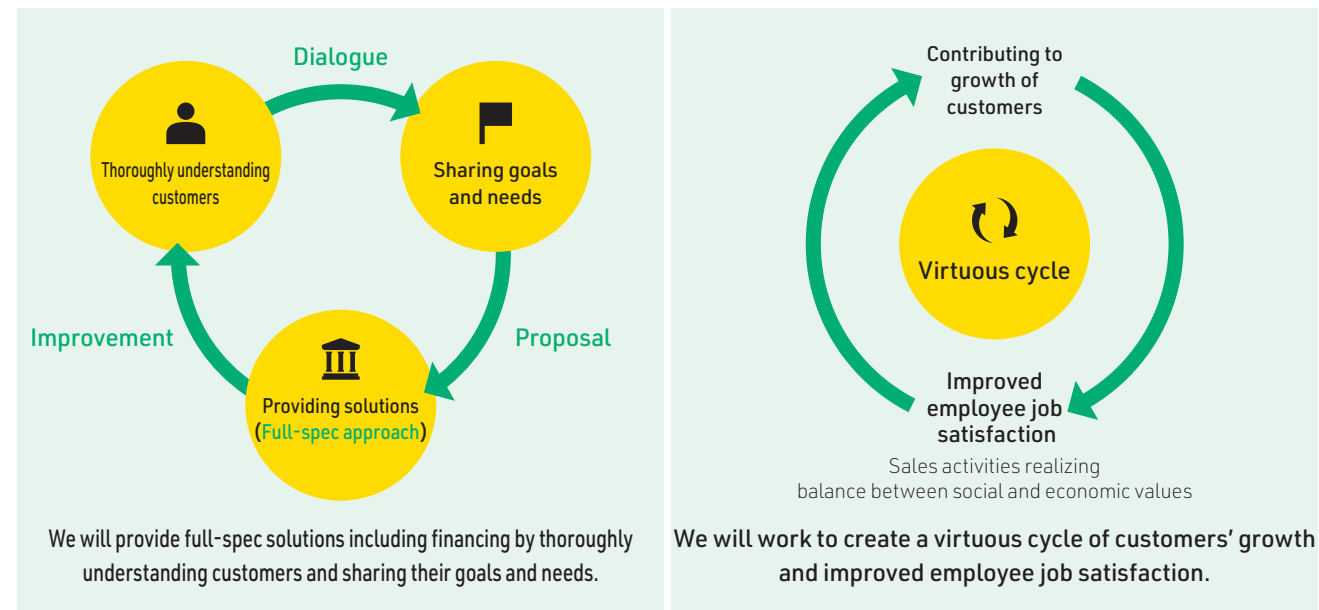 Dialogue
Thoroughly understanding
customers
Sharing goals
and needs
Improvement
Proposal
Providing solutions
(Full-spec approach)
We will provide full-spec solutions including financing by thoroughly
understanding customers and sharing their goals and needs.
Contributing to
growth of
customers
Virtuous cycle
Improved
employee job
satisfaction
Sales activities realizing
balance between social and economic values
We will work to create a virtuous cycle of customers’ growth
and improved employee job satisfaction.